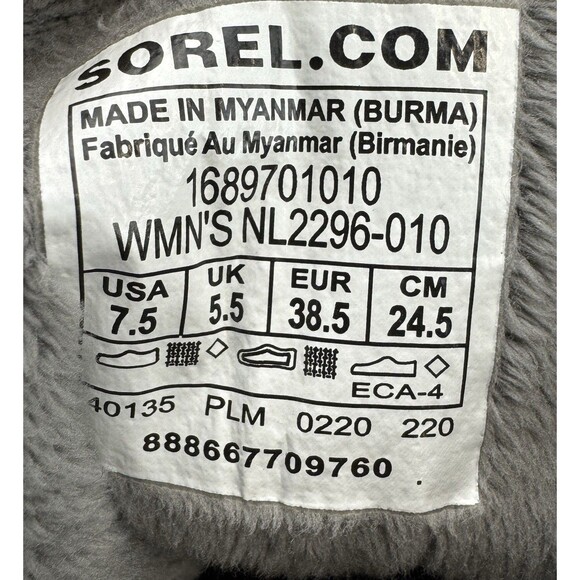 SOREL.COM
MADE IN MYANMAR (BURMA)
Fabriqué Au Myanmar (Birmanie)
1689701010
WMN'S NL2296-010
USA UK EUR CM
7.5 5.5 38.5 24.5
ECA-4
40135 PLM 0220 220
888667709760